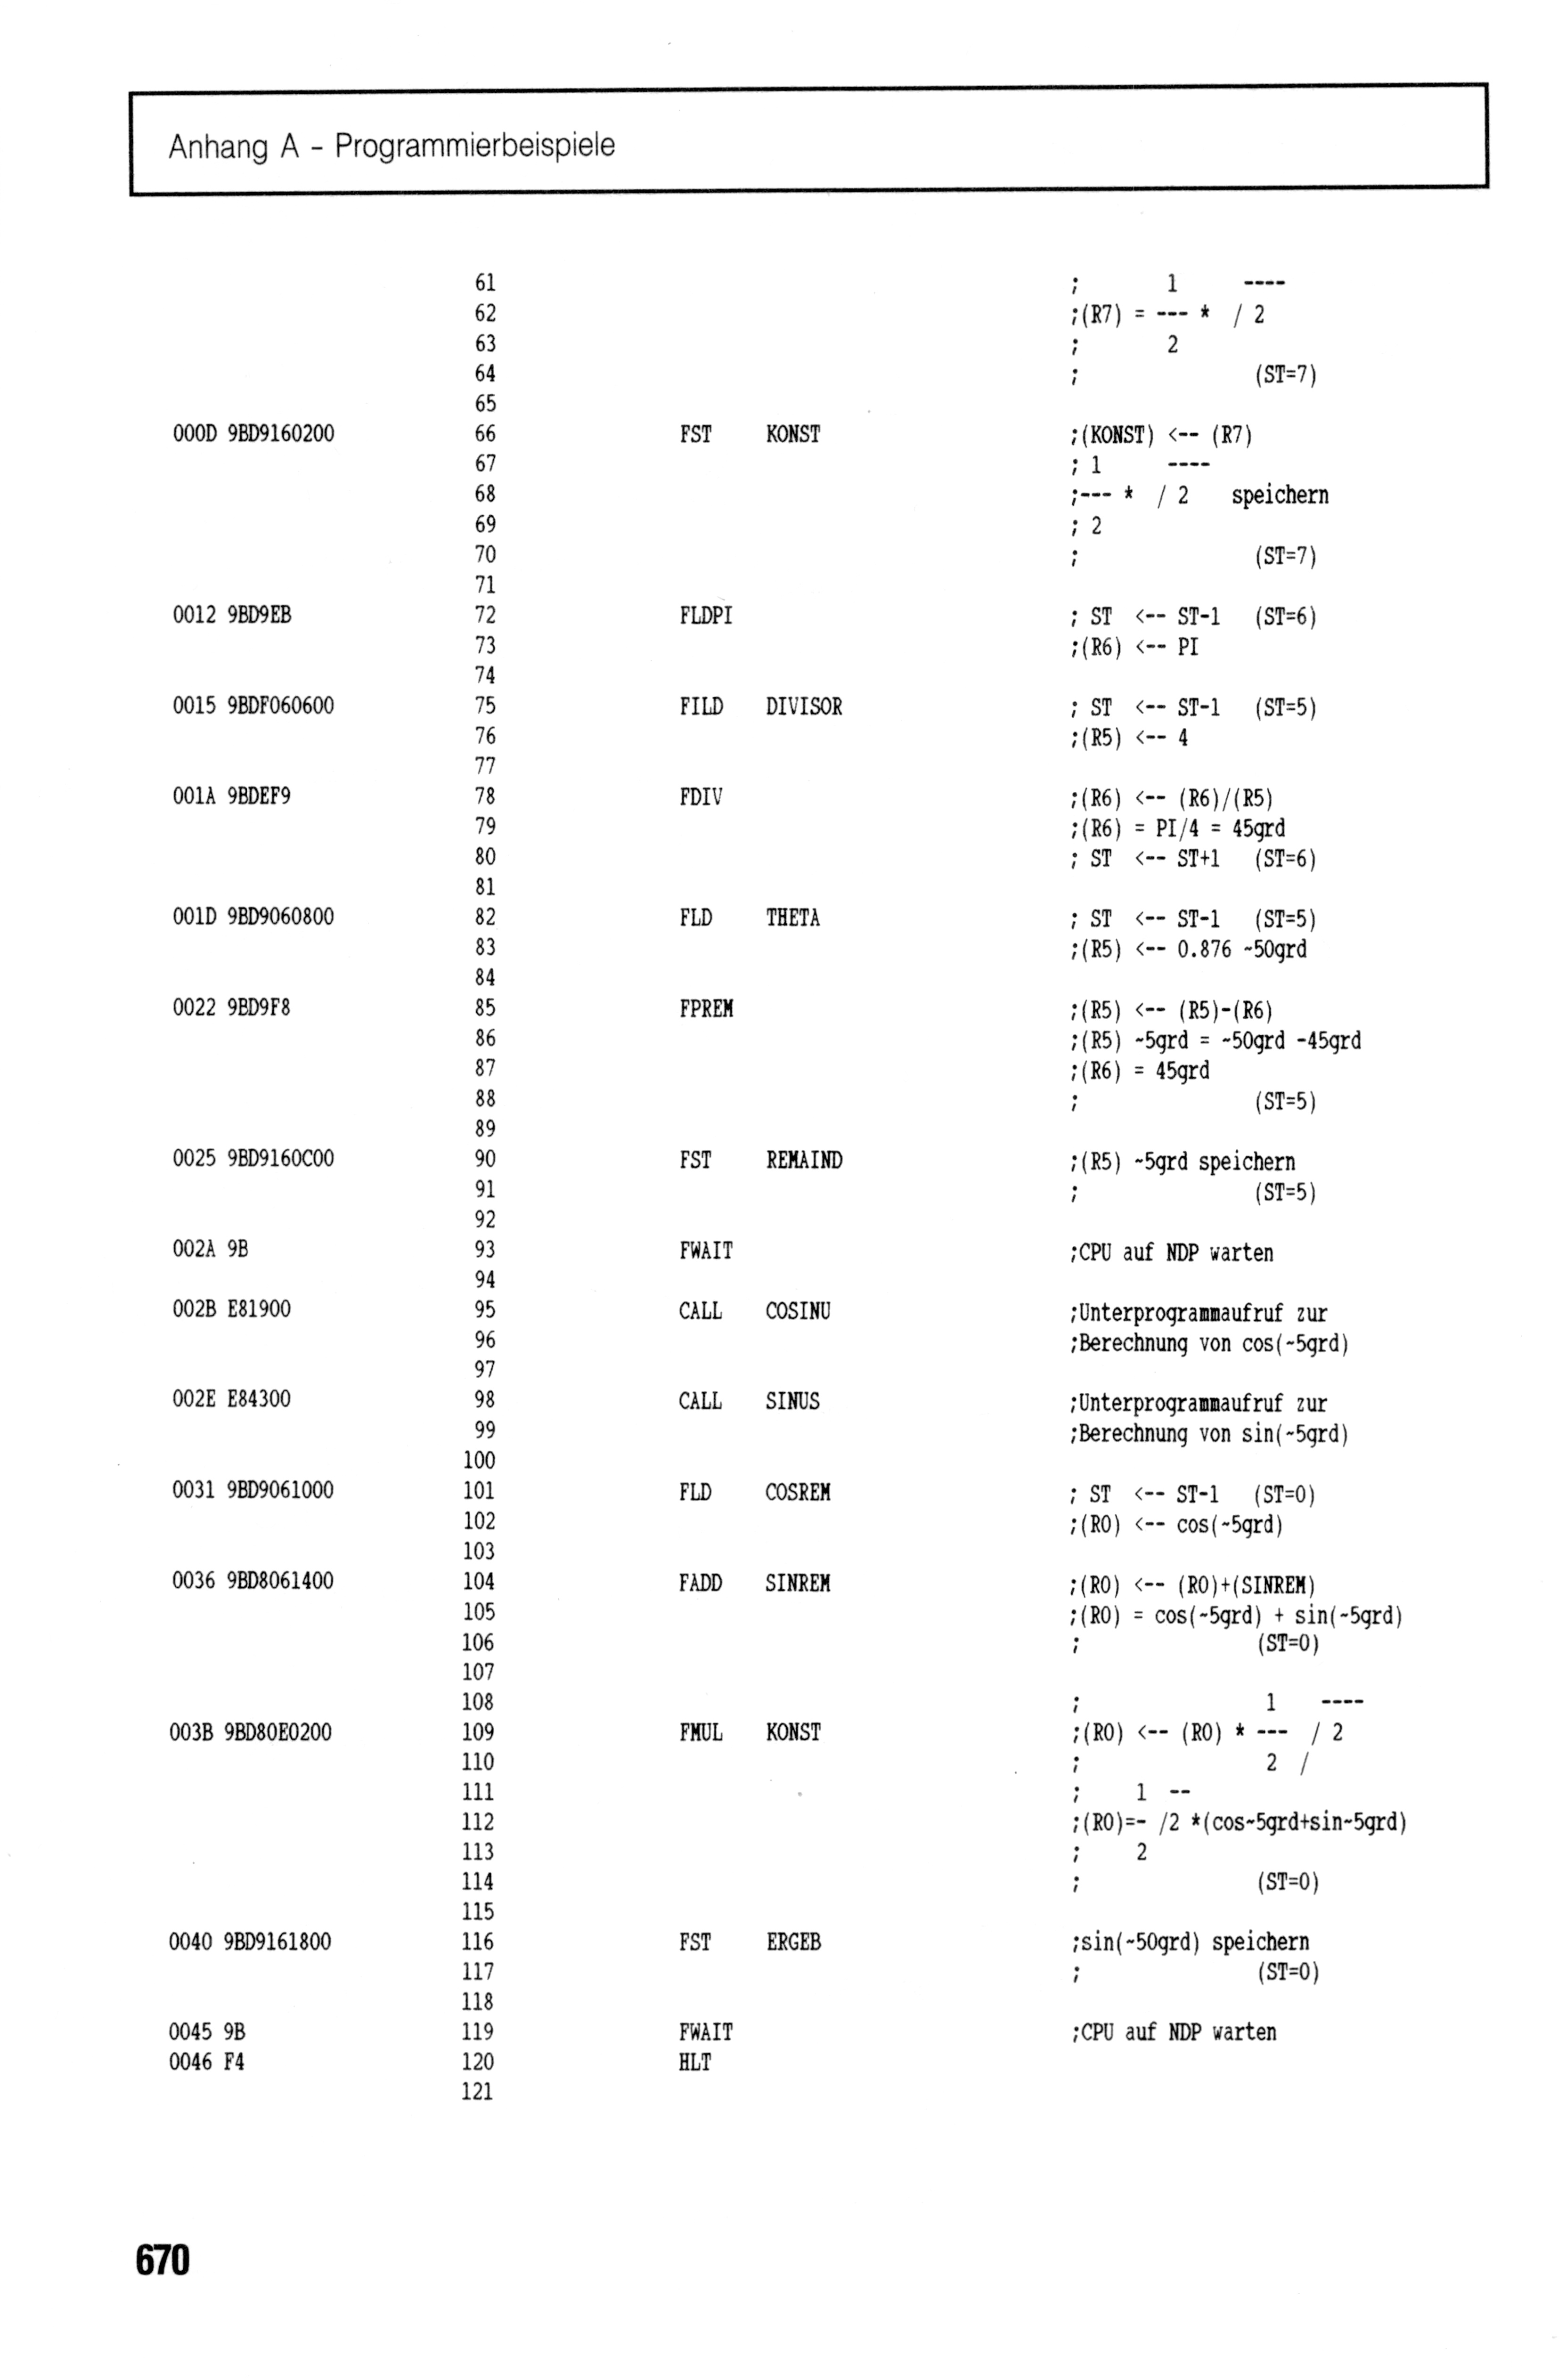 Anhang A – Programmierbeispiele
61 ; 1 ----
62 ;(R7) = --- * / 2
63 ; 2
64 ; (ST=7)
65
000D 9BD9160200 66 FST KONST ;(KONST) <-- (R7)
67 ; 1 ----
68 ;--- * / 2 speichern
69 ; 2
70 ; (ST=7)
71
0012 9BD9EB 72 FLDPI ; ST <-- ST-1 (ST=6)
73 ;(R6) <-- PI
74
0015 9BDF060600 75 FILD DIVISOR ; ST <-- ST-1 (ST=5)
76 ;(R5) <-- 4
77
001A 9BDEF9 78 FDIV ;(R6) <-- (R6)/(R5)
79 ;(R6) = PI/4 = 45grd
80 ; ST <-- ST+1 (ST=6)
81
001D 9BD9060800 82 FLD THETA ; ST <-- ST-1 (ST=5)
83 ;(R5) <-- 0.876 ~50grd
84
0022 9BD9F8 85 FPREM ;(R5) <-- (R5)-(R6)
86 ;(R5) ~5grd = ~50grd -45grd
87 ;(R6) = 45grd
88 ; (ST=5)
89
0025 9BD9160C00 90 FST REMAIND ;(R5) ~5grd speichern
91 ; (ST=5)
92
002A 9B 93 FWAIT ;CPU auf NDP warten
94
002B E81900 95 CALL COSINU ;Unterprogrammaufruf zur
96 ;Berechnung von cos(~5grd)
97
002E E84300 98 CALL SINUS ;Unterprogrammaufruf zur
99 ;Berechnung von sin(~5grd)
100
0031 9BD9061000 101 FLD COSREM ; ST <-- ST-1 (ST=0)
102 ;(R0) <-- cos(~5grd)
103
0036 9BD8061400 104 FADD SINREM ;(R0) <-- (R0)+(SINREM)
105 ;(R0) = cos(~5grd) + sin(~5grd)
106 ; (ST=0)
107
108 ; 1 ----
003B 9BD80E0200 109 FMUL KONST ;(R0) <-- (R0) * --- / 2
110 ; 2 /
111 ; 1 --
112 ;(R0)=- /2 *(cos~5grd+sin~5grd)
113 ; 2
114 ; (ST=0)
115
0040 9BD9161800 116 FST ERGEB ;sin(~50grd) speichern
117 ; (ST=0)
118
0045 9B 119 FWAIT ;CPU auf NDP warten
0046 F4 120 HLT
121
670